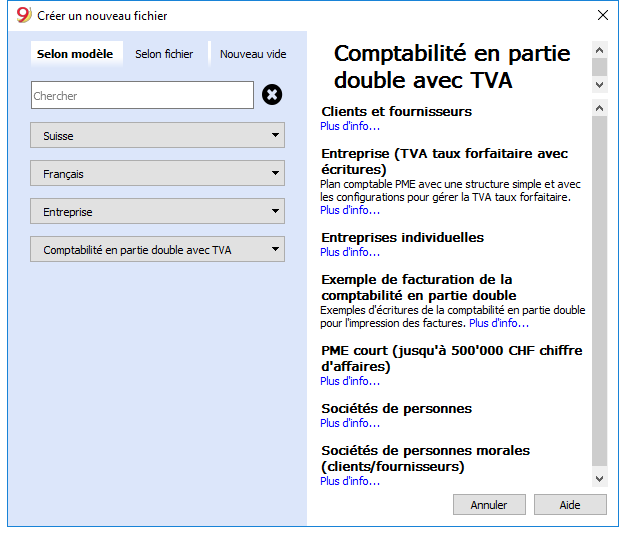 9 Créer un nouveau fichier
Selon modèle
Selon fichier
Nouveau vide
Chercher
Suisse
Français
Entreprise
Comptabilité en partie double avec TVA
Comptabilité en partie
double avec TVA
Clients et fournisseurs
Plus d'info...
Entreprise (TVA taux forfaitaire avec
écritures)
Plan comptable PME avec une structure simple et avec
les configurations pour gérer la TVA taux forfaitaire.
Plus d'info...
Entreprises individuelles
Plus d'info...
Exemple de facturation de la
comptabilité en partie double
Exemples d'écritures de la comptabilité en partie double
pour l'impression des factures. Plus d'info...
PME court (jusqu'à 500'000 CHF chiffre
d'affaires)
Plus d'info...
Sociétés de personnes
Plus d'info...
Sociétés de personnes morales
(clients/fournisseurs)
Plus d'info...
Annuler
Aide